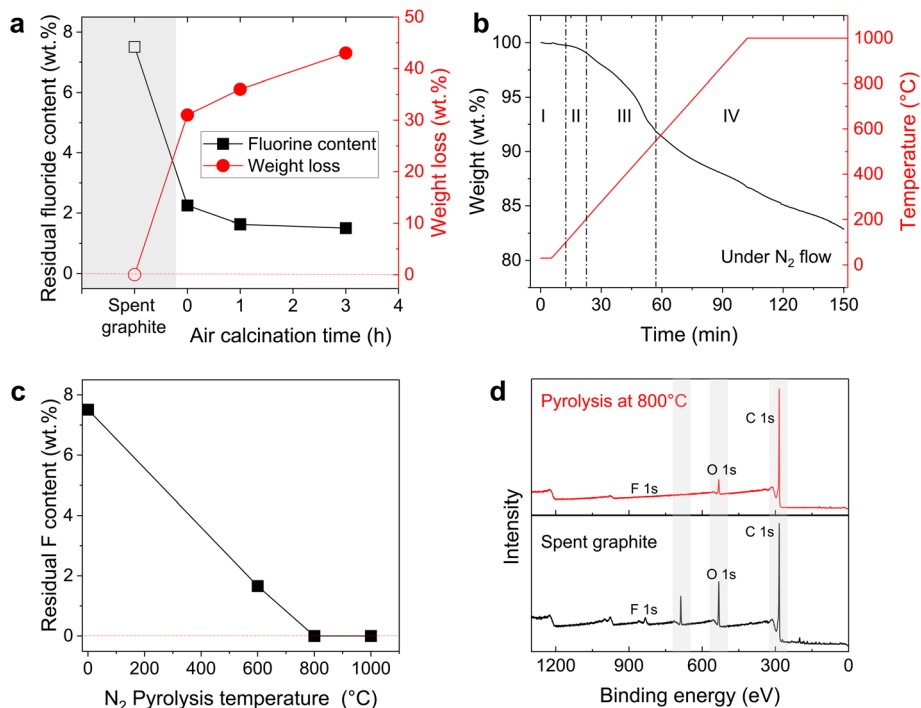 a
Residual fluoride content (wt.%)
8
6
4
2
0
50
40
30
20
10
0
Weight loss (wt.%)
Fluorine content
Weight loss
Spent
graphite
0
1
2
3
4
Air calcination time (h)
b
Weight (wt.%)
100
95
90
85
80
I
II
III
IV
1000
800
600
400
200
0
Temperature (°C)
Under N₂ flow
0
30
60
90
120
150
Time (min)
c
Residual F content (wt.%)
8
6
4
2
0
0
200
400
600
800
1000
N₂ Pyrolysis temperature (°C)
d
Intensity
Pyrolysis at 800°C
C 1s
O 1s
F 1s
Spent graphite
C 1s
O 1s
F 1s
1200
900
600
300
0
Binding energy (eV)